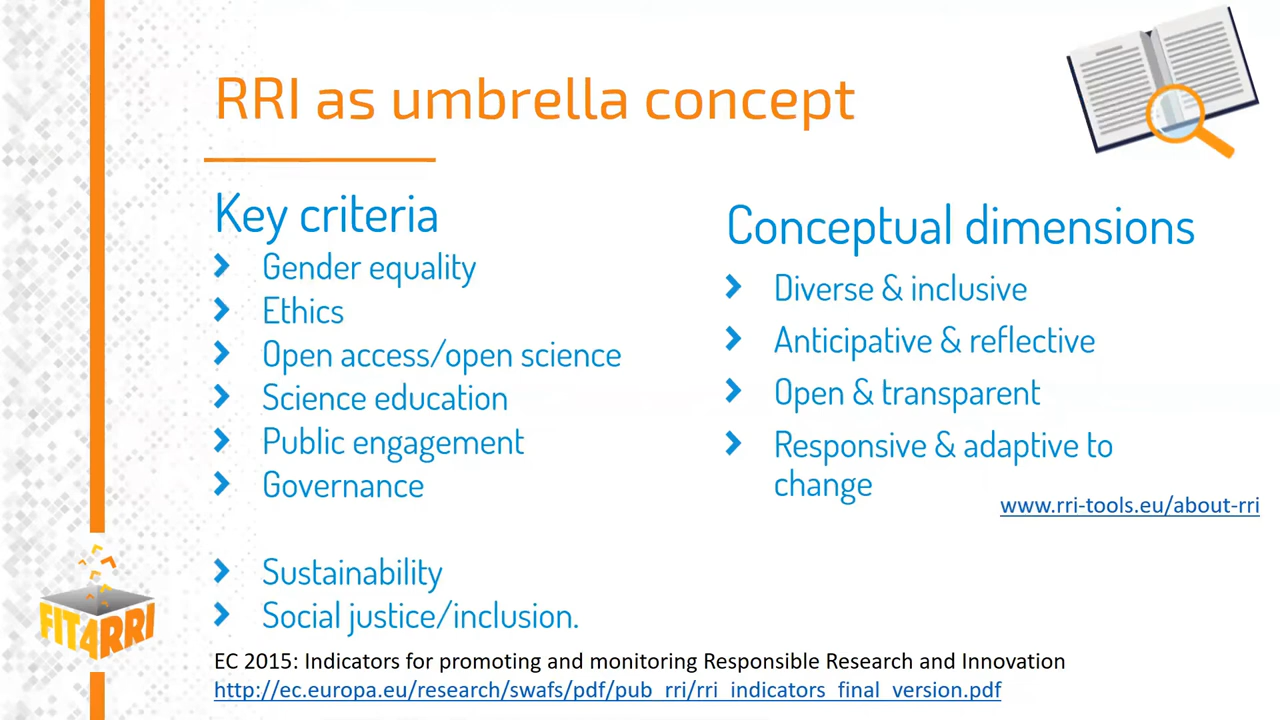 RRI as umbrella concept
Key criteria
Gender equality
Ethics
Open access/open science
Science education
Public engagement
Governance
Sustainability
Social justice/inclusion.
Conceptual dimensions
Diverse & inclusive
Anticipative & reflective
Open & transparent
Responsive & adaptive to
change
www.rri-tools.eu/about-rri
EC 2015: Indicators for promoting and monitoring Responsible Research and Innovation
http://ec.europa.eu/research/swafs/pdf/pub_rri/rri_indicators_final_version.pdf
FIT4RRI